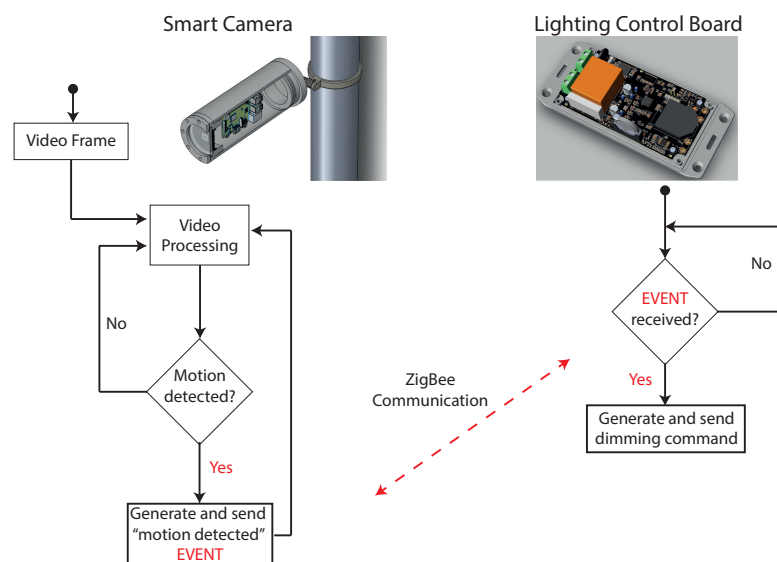 Smart Camera
Lighting Control Board
Video Frame
Video
Processing
No
Motion
detected?
Yes
Generate and send
“motion detected”
EVENT
ZigBee
Communication
No
EVENT
received?
Yes
Generate and send
dimming command